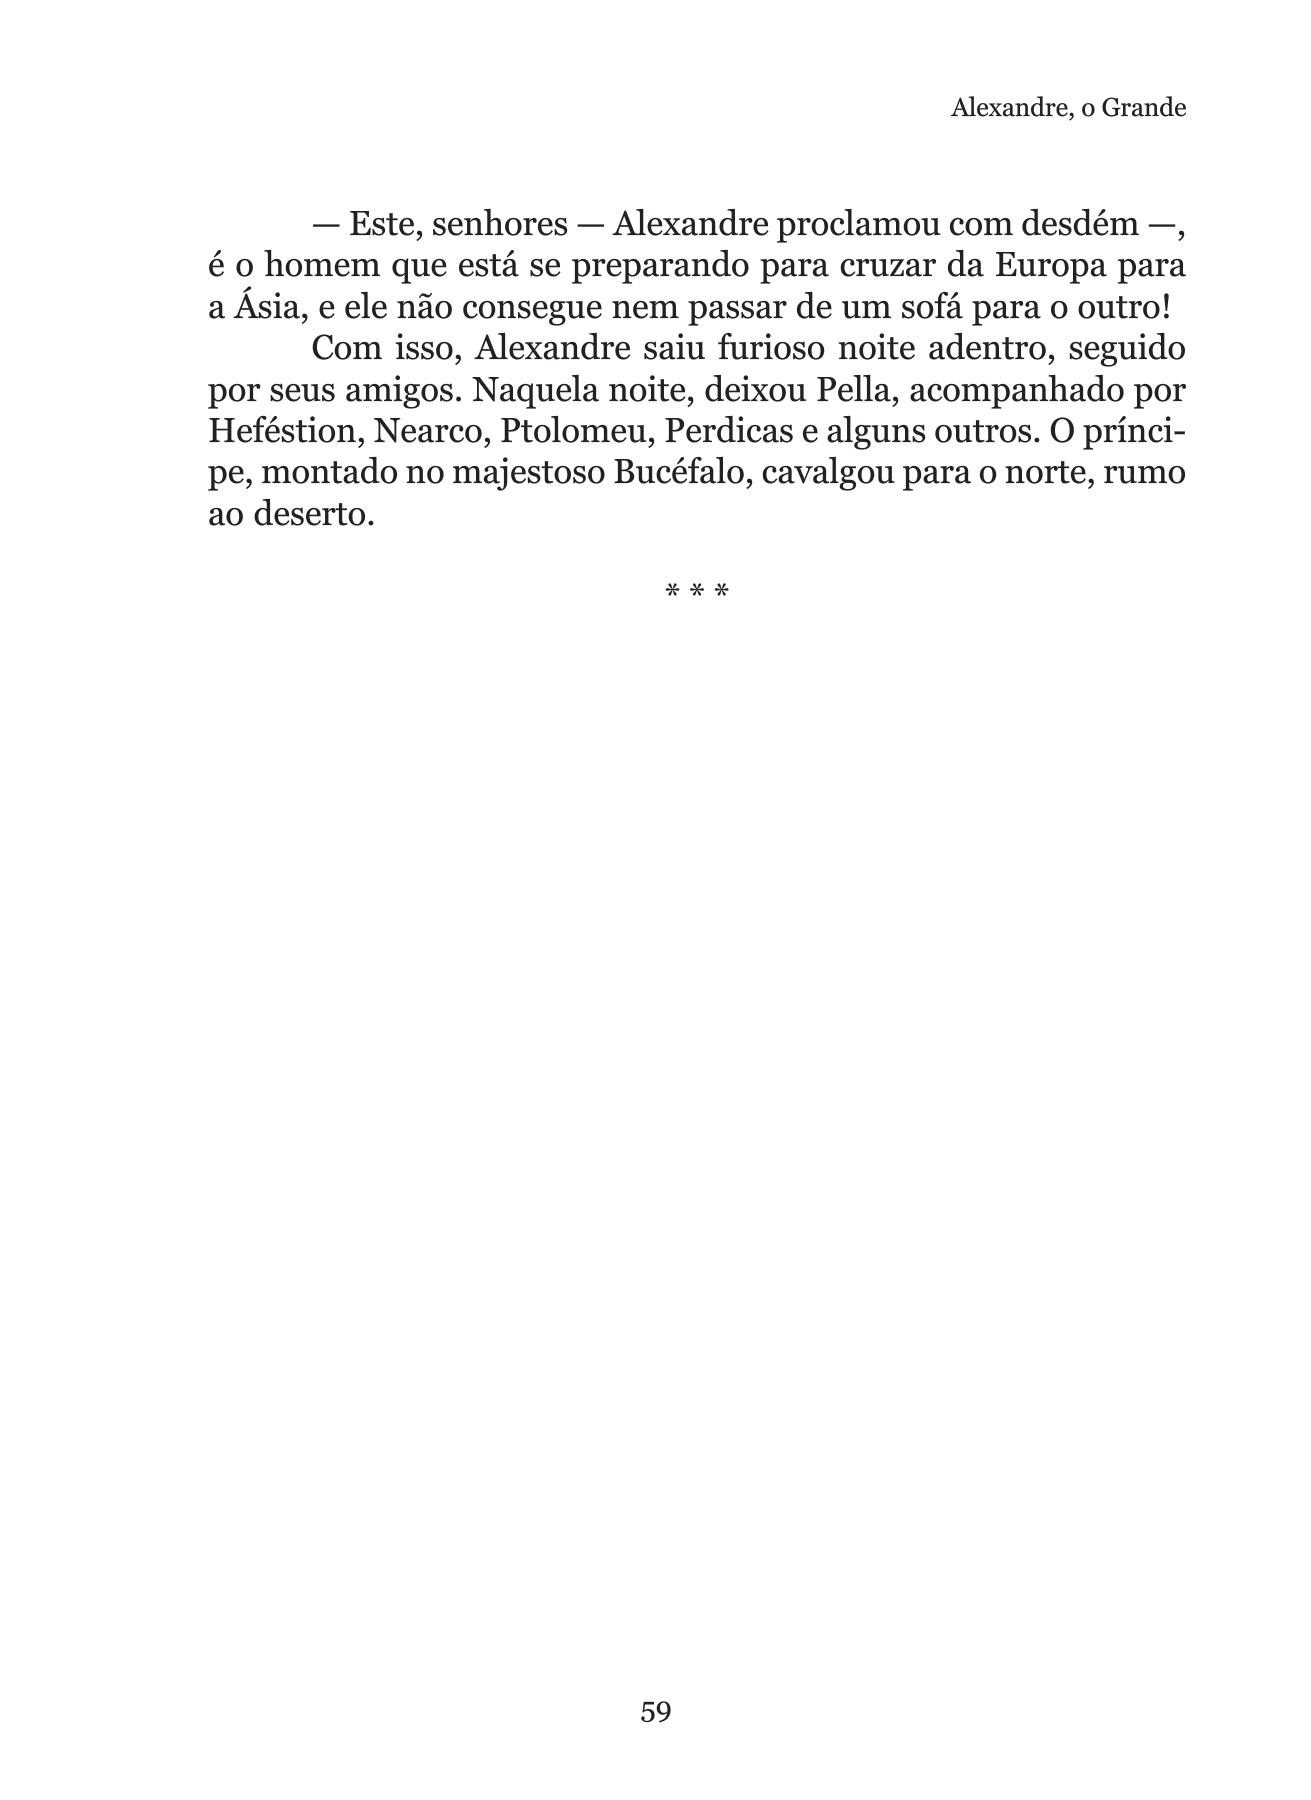 Alexandre, o Grande
— Este, senhores — Alexandre proclamou com desdém —,
é o homem que está se preparando para cruzar da Europa para
a Ásia, e ele não consegue nem passar de um sofá para o outro!
Com isso, Alexandre saiu furioso noite adentro, seguido
por seus amigos. Naquela noite, deixou Pella, acompanhado por
Heféstion, Nearco, Ptolomeu, Perdicas e alguns outros. O prínci-
pe, montado no majestoso Bucéfalo, cavalgou para o norte, rumo
ao deserto.
* * *
59